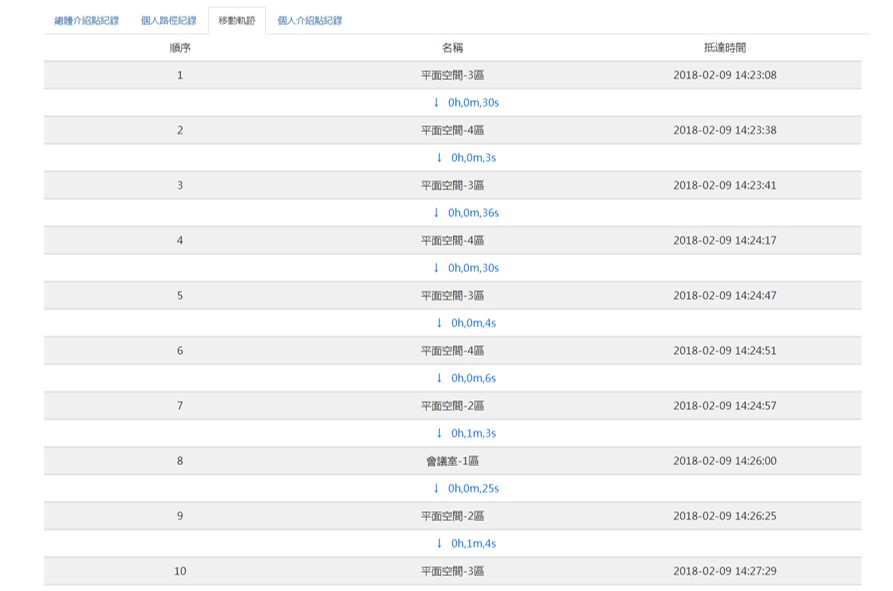 總體介紹點紀錄 個人路徑紀錄 移動軌跡 個人介紹點紀錄
順序 名稱 抵達時間
1 平面空間-3區 2018-02-09 14:23:08
↓ 0h,0m,30s
2 平面空間-4區 2018-02-09 14:23:38
↓ 0h,0m,3s
3 平面空間-3區 2018-02-09 14:23:41
↓ 0h,0m,36s
4 平面空間-4區 2018-02-09 14:24:17
↓ 0h,0m,30s
5 平面空間-3區 2018-02-09 14:24:47
↓ 0h,0m,4s
6 平面空間-4區 2018-02-09 14:24:51
↓ 0h,0m,6s
7 平面空間-2區 2018-02-09 14:24:57
↓ 0h,1m,3s
8 會議室-1區 2018-02-09 14:26:00
↓ 0h,0m,25s
9 平面空間-2區 2018-02-09 14:26:25
↓ 0h,1m,4s
10 平面空間-3區 2018-02-09 14:27:29